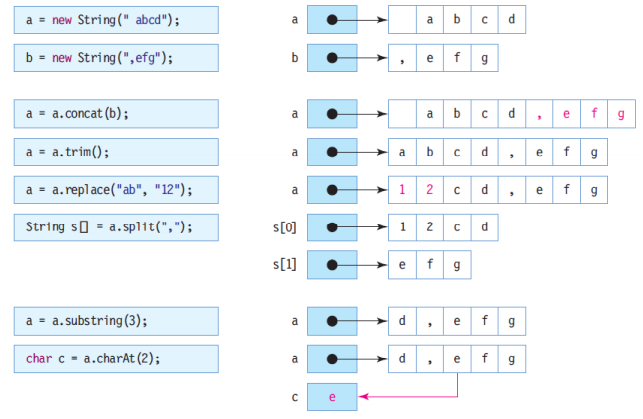 a = new String(" abcd"); a a b c d
b = new String(",efg"); b , e f g
a = a.concat(b); a a b c d , e f g
a = a.trim(); a a b c d , e f g
a = a.replace("ab", "12"); a 1 2 c d , e f g
String s[] = a.split(","); s[0] 1 2 c d
s[1] e f g
a = a.substring(3); a d , e f g
char c = a.charAt(2); a d , e f g
c e